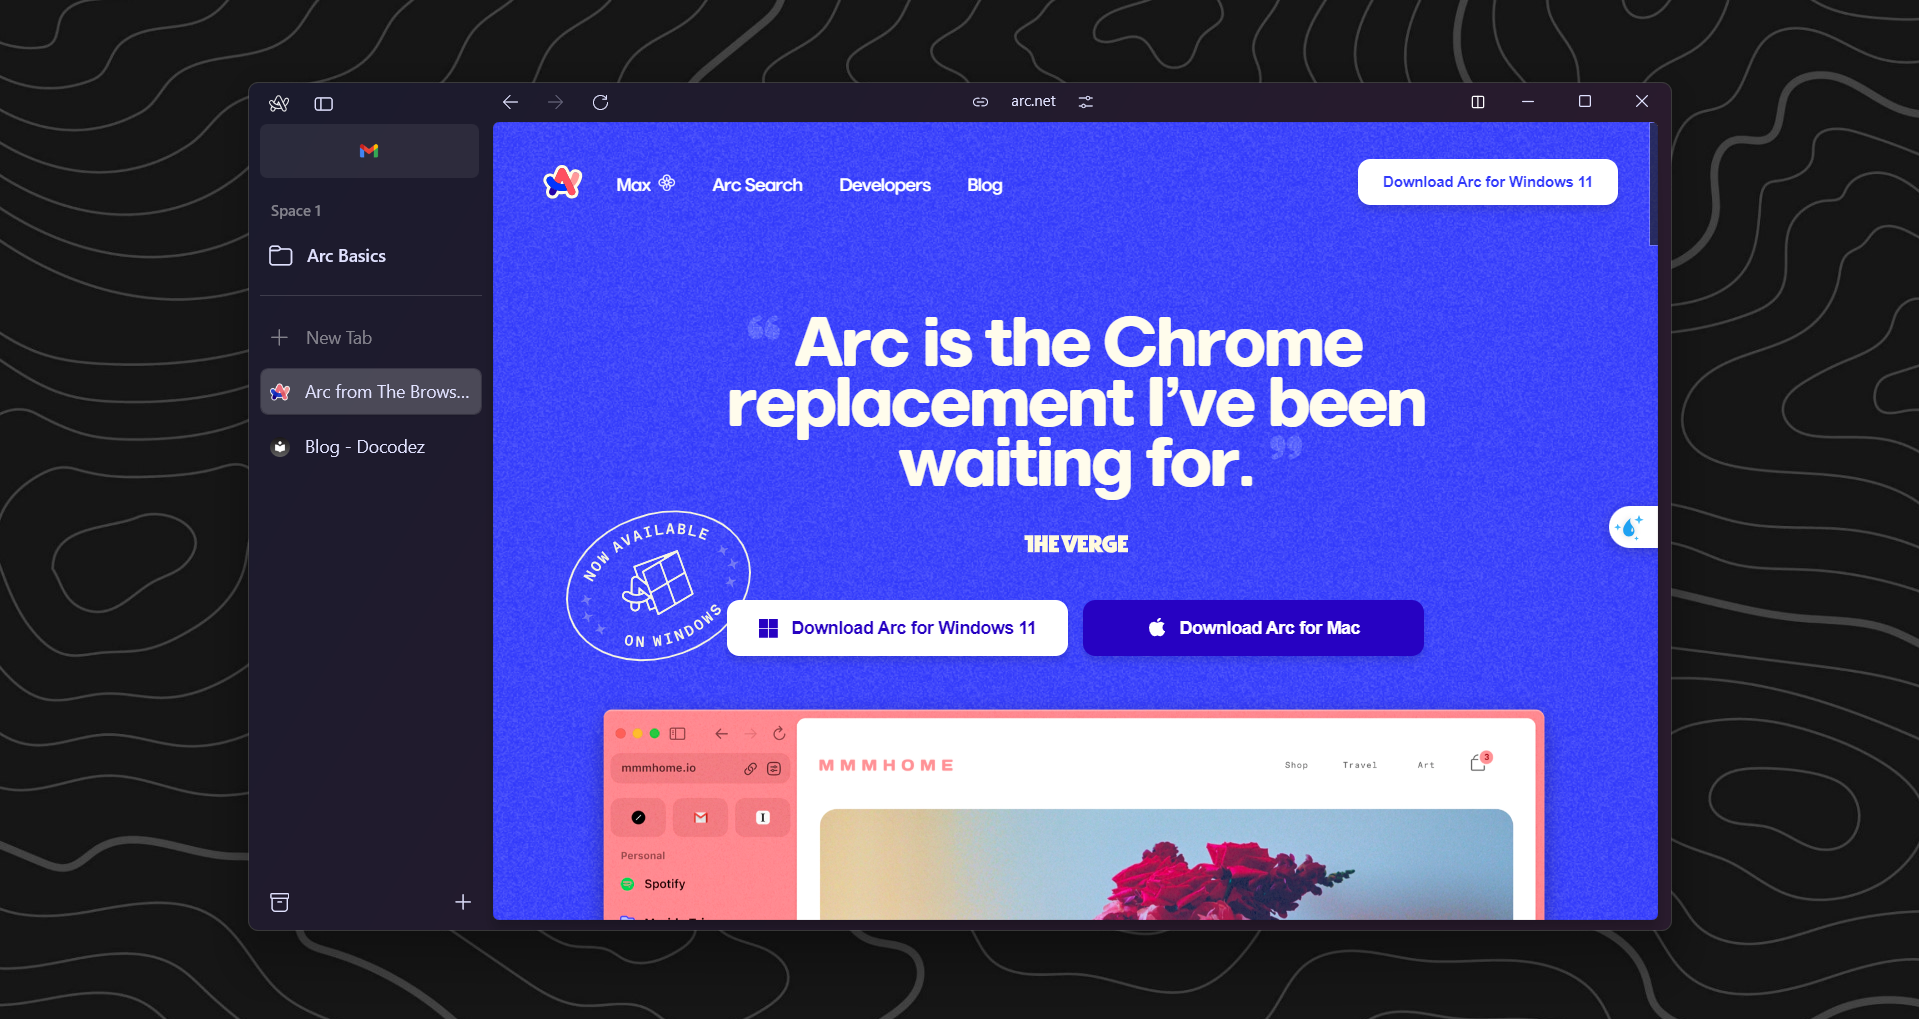 arc.net
Space 1
Arc Basics
New Tab
Arc from The Brows...
Blog - Docodez
Max
Arc Search
Developers
Blog
Download Arc for Windows 11
“ Arc is the Chrome
replacement I’ve been
waiting for. ”
THE VERGE
NOW AVAILABLE
ON WINDOWS
Download Arc for Windows 11
Download Arc for Mac
mmmhome.io
I
Personal
Spotify
MMMHOME
Shop
Travel
Art
3